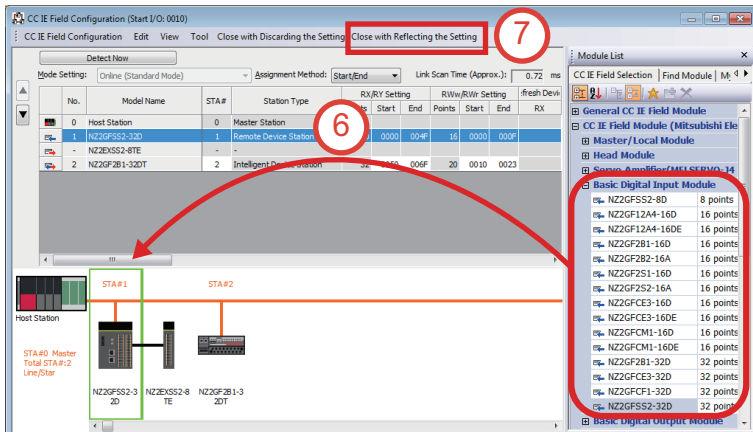 CC IE Field Configuration (Start I/O: 0010)
CC IE Field Configuration Edit View Tool Close with Discarding the Setting Close with Reflecting the Setting
7
Detect Now
Mode Setting: Online (Standard Mode) Assignment Method: Start/End Link Scan Time (Approx.): 0.72 ms
No. Model Name STA# Station Type RX/RY Setting RWw/RWr Setting
Start End Points Start End RX
0 Host Station 0 Master Station
6
1 NZ2GFSS2-32D 1 Remote Device Station 0000 004F 16 0000 000F
- NZ2EXSS2-8TE - -
2 NZ2GF2B1-32DT 2 Intelligent Device Station 32 006F 20 0010 0023
Host Station
STA#0 Master
Total STA#:2
Line/Star
STA#1
STA#2
NZ2GFSS2-3
2D
NZ2EXSS2-8
TE
NZ2GF2B1-3
2DT
Module List
CC IE Field Selection Find Module
General CC IE Field Module
CC IE Field Module (Mitsubishi Ele
Master/Local Module
Head Module
Basic Digital Input Module
NZ2GFSS2-8D 8 points
NZ2GF12A4-16D 16 points
NZ2GF12A4-16DE 16 points
NZ2GF2B1-16D 16 points
NZ2GF2B2-16A 16 points
NZ2GF2S1-16D 16 points
NZ2GF2S2-16A 16 points
NZ2GFCE3-16D 16 points
NZ2GFCE3-16DE 16 points
NZ2GFCM1-16D 16 points
NZ2GFCM1-16DE 16 points
NZ2GF2B1-32D 32 points
NZ2GFCE3-32D 32 points
NZ2GFCF1-32D 32 points
NZ2GFSS2-32D 32 points
Basic Digital Output Module